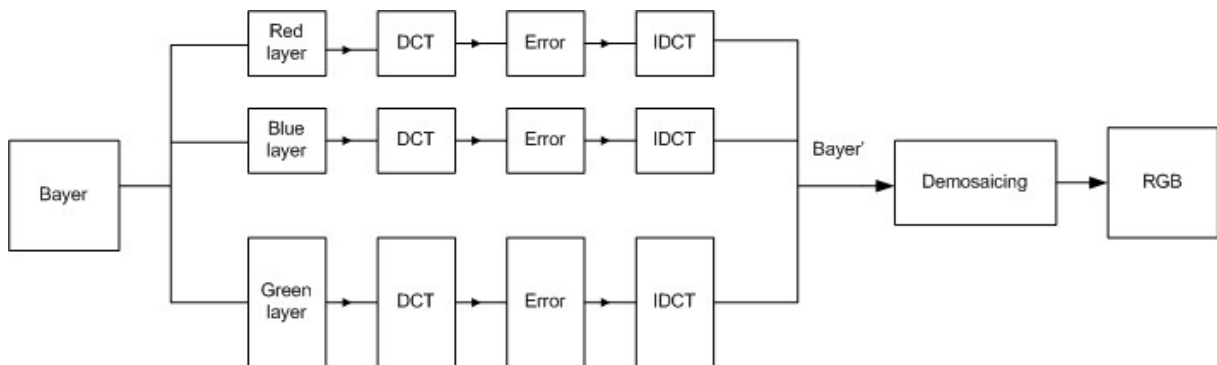 Red
layer
DCT
Error
IDCT
Blue
layer
DCT
Error
IDCT
Bayer
Bayer'
Demosaicing
RGB
Green
layer
DCT
Error
IDCT